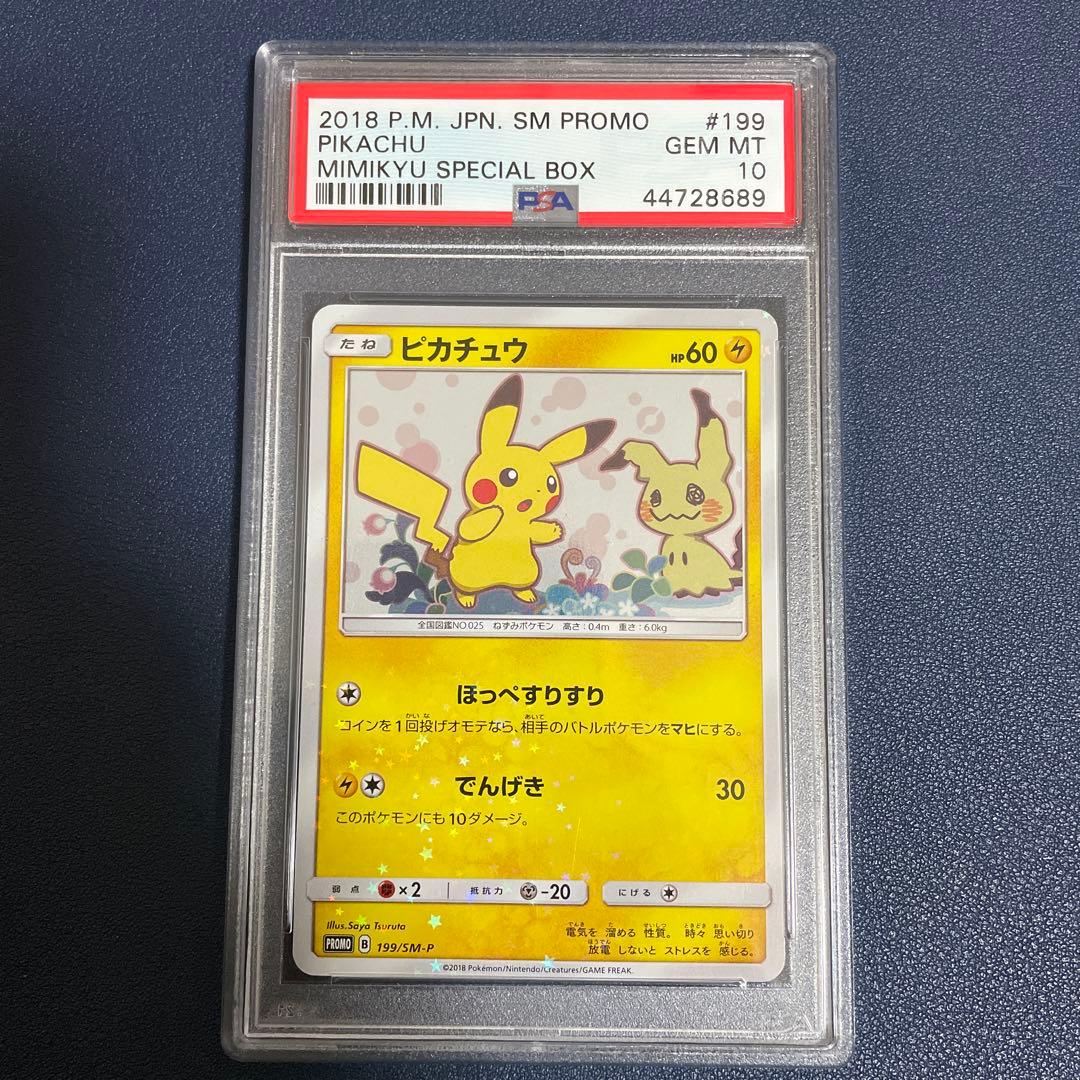 2018 P.M. JPN. SM PROMO #199
PIKACHU GEM MT
MIMIKYU SPECIAL BOX 10
PSA 44728689
たね ピカチュウ HP60
全国図鑑NO.025 ねずみポケモン 高さ:0.4m 重さ:6.0kg
ほっぺすりすり
コインを1回投げオモテなら、相手のバトルポケモンをマヒにする。
でんげき 30
このポケモンにも10ダメージ。
弱点 ×2 抵抗力 -20 にげる
Illus.Saya Tsuruta
電気を 溜める 性質。 時々 思い切り
放電 しないと ストレスを 感じる。
PROMO B 199/SM-P
©2018 Pokémon/Nintendo/Creatures/GAME FREAK.